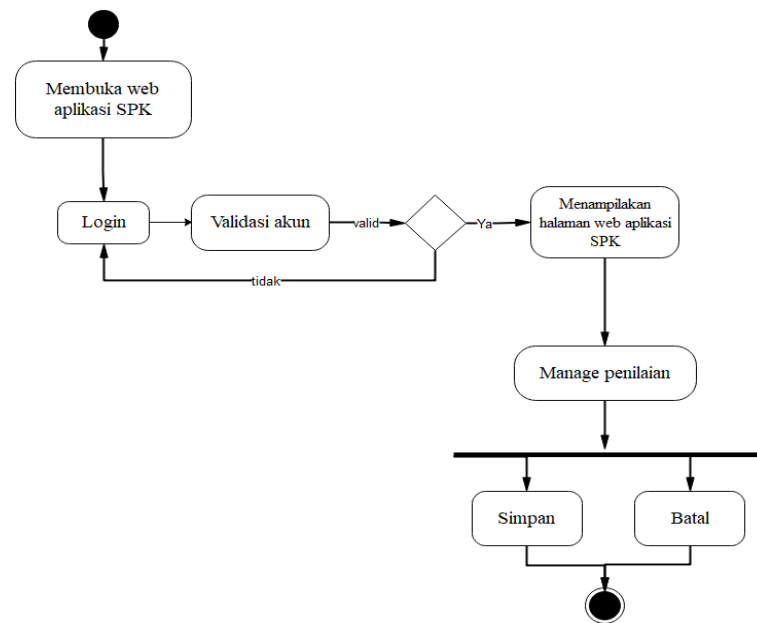 Membuka web
aplikasi SPK
Login
Validasi akun
valid
Ya
Menampilakan
halaman web aplikasi
SPK
tidak
Manage penilaian
Simpan
Batal